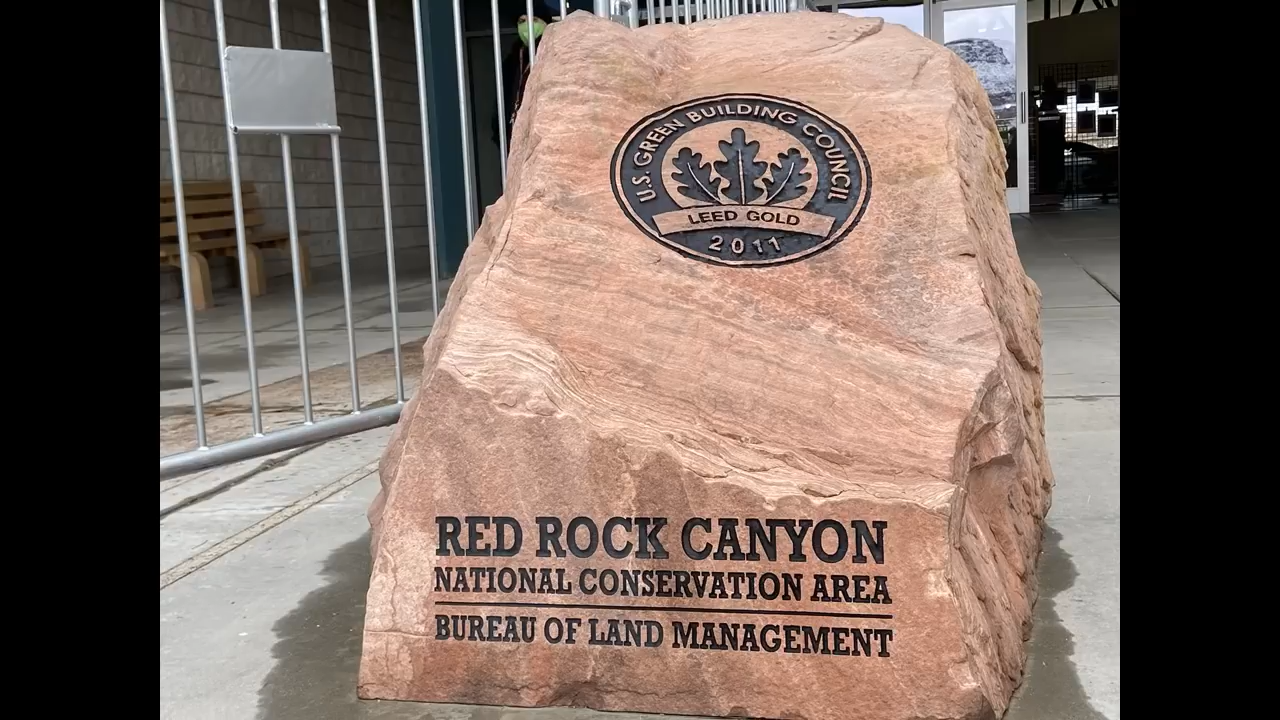 U.S. GREEN BUILDING COUNCIL
LEED GOLD
2011
RED ROCK CANYON
NATIONAL CONSERVATION AREA
BUREAU OF LAND MANAGEMENT